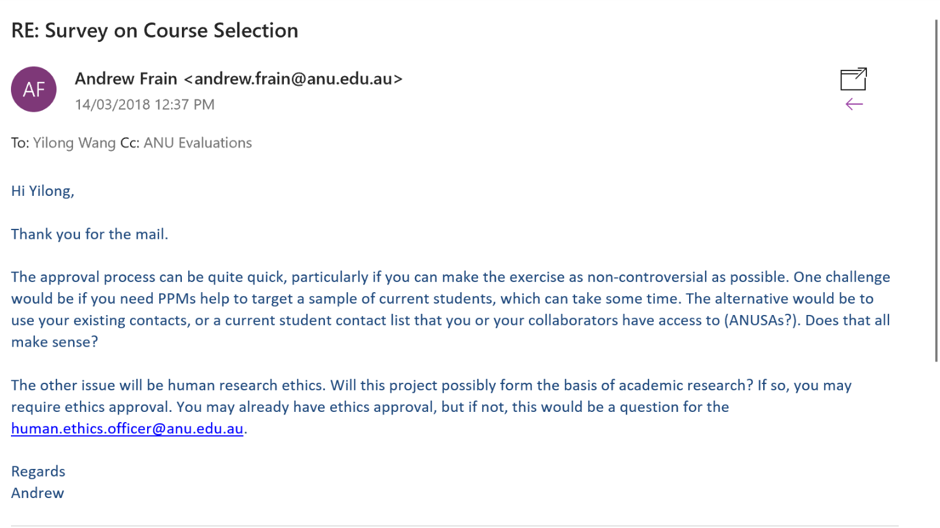 RE: Survey on Course Selection
AF
Andrew Frain <andrew.frain@anu.edu.au>
14/03/2018 12:37 PM
To: Yilong Wang Cc: ANU Evaluations
Hi Yilong,
Thank you for the mail.
The approval process can be quite quick, particularly if you can make the exercise as non-controversial as possible. One challenge
would be if you need PPMs help to target a sample of current students, which can take some time. The alternative would be to
use your existing contacts, or a current student contact list that you or your collaborators have access to (ANUSAs?). Does that all
make sense?
The other issue will be human research ethics. Will this project possibly form the basis of academic research? If so, you may
require ethics approval. You may already have ethics approval, but if not, this would be a question for the
human.ethics.officer@anu.edu.au.
Regards
Andrew